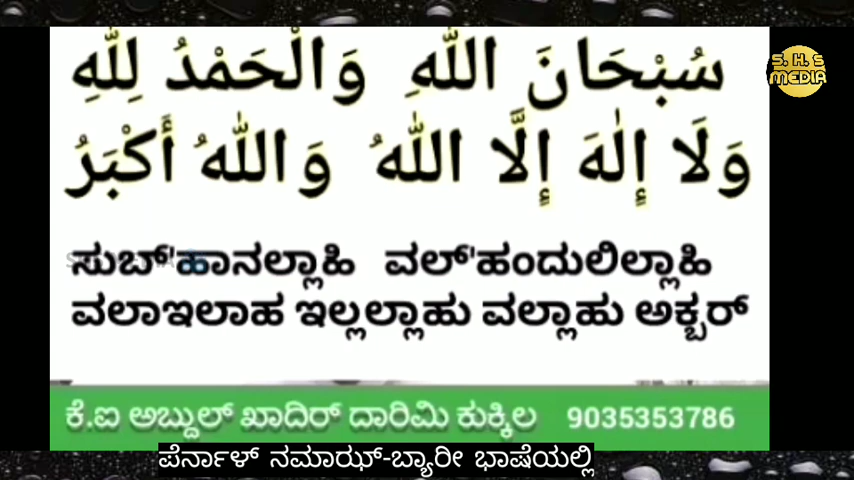 سُبْحَانَ اللّٰهِ وَالْحَمْدُ لِلّٰهِ
وَلَا إِلٰهَ إِلَّا اللّٰهُ وَاللّٰهُ أَكْبَرُ
S. H. S
MEDIA
ಸುಬ್'ಹಾನಲ್ಲಾಹಿ ವಲ್'ಹಂದುಲಿಲ್ಲಾಹಿ
ವಲಾಇಲಾಹ ಇಲ್ಲಲ್ಲಾಹು ವಲ್ಲಾಹು ಅಕ್ಬರ್
ಕೆ.ಐ ಅಬ್ದುಲ್ ಖಾದಿರ್ ದಾರಿಮಿ ಕುಕ್ಕಿಲ 9035353786
ಪೆರ್ನಾಳ್ ನಮಾಝ್-ಬ್ಯಾರೀ ಭಾಷೆಯಲ್ಲಿ